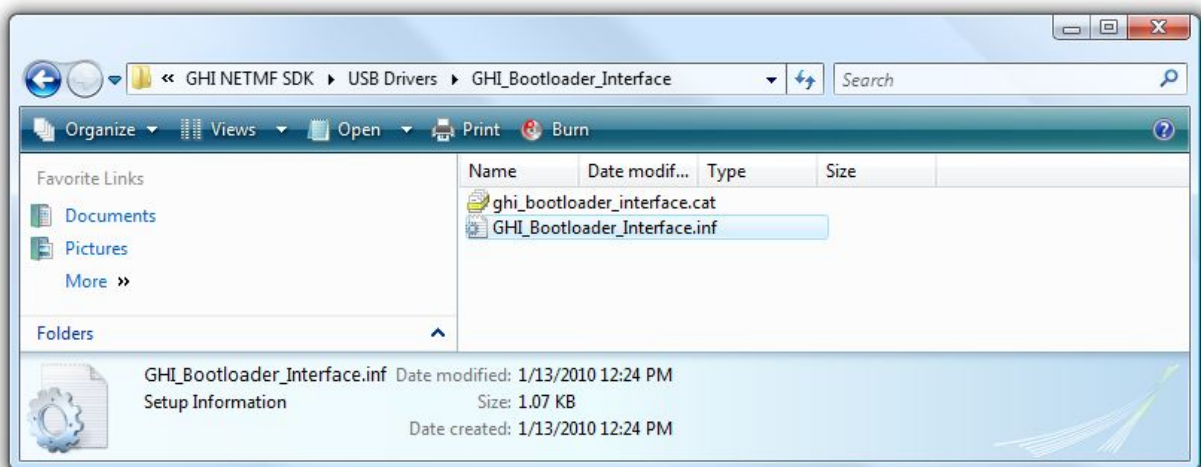 « GHI NETMF SDK ▸ USB Drivers ▸ GHI_Bootloader_Interface Search
Organize Views Open Print Burn
Favorite Links
Documents
Pictures
More »
Folders
Name Date modif... Type Size
ghi_bootloader_interface.cat
GHI_Bootloader_Interface.inf
GHI_Bootloader_Interface.inf Date modified: 1/13/2010 12:24 PM
Setup Information Size: 1.07 KB
Date created: 1/13/2010 12:24 PM